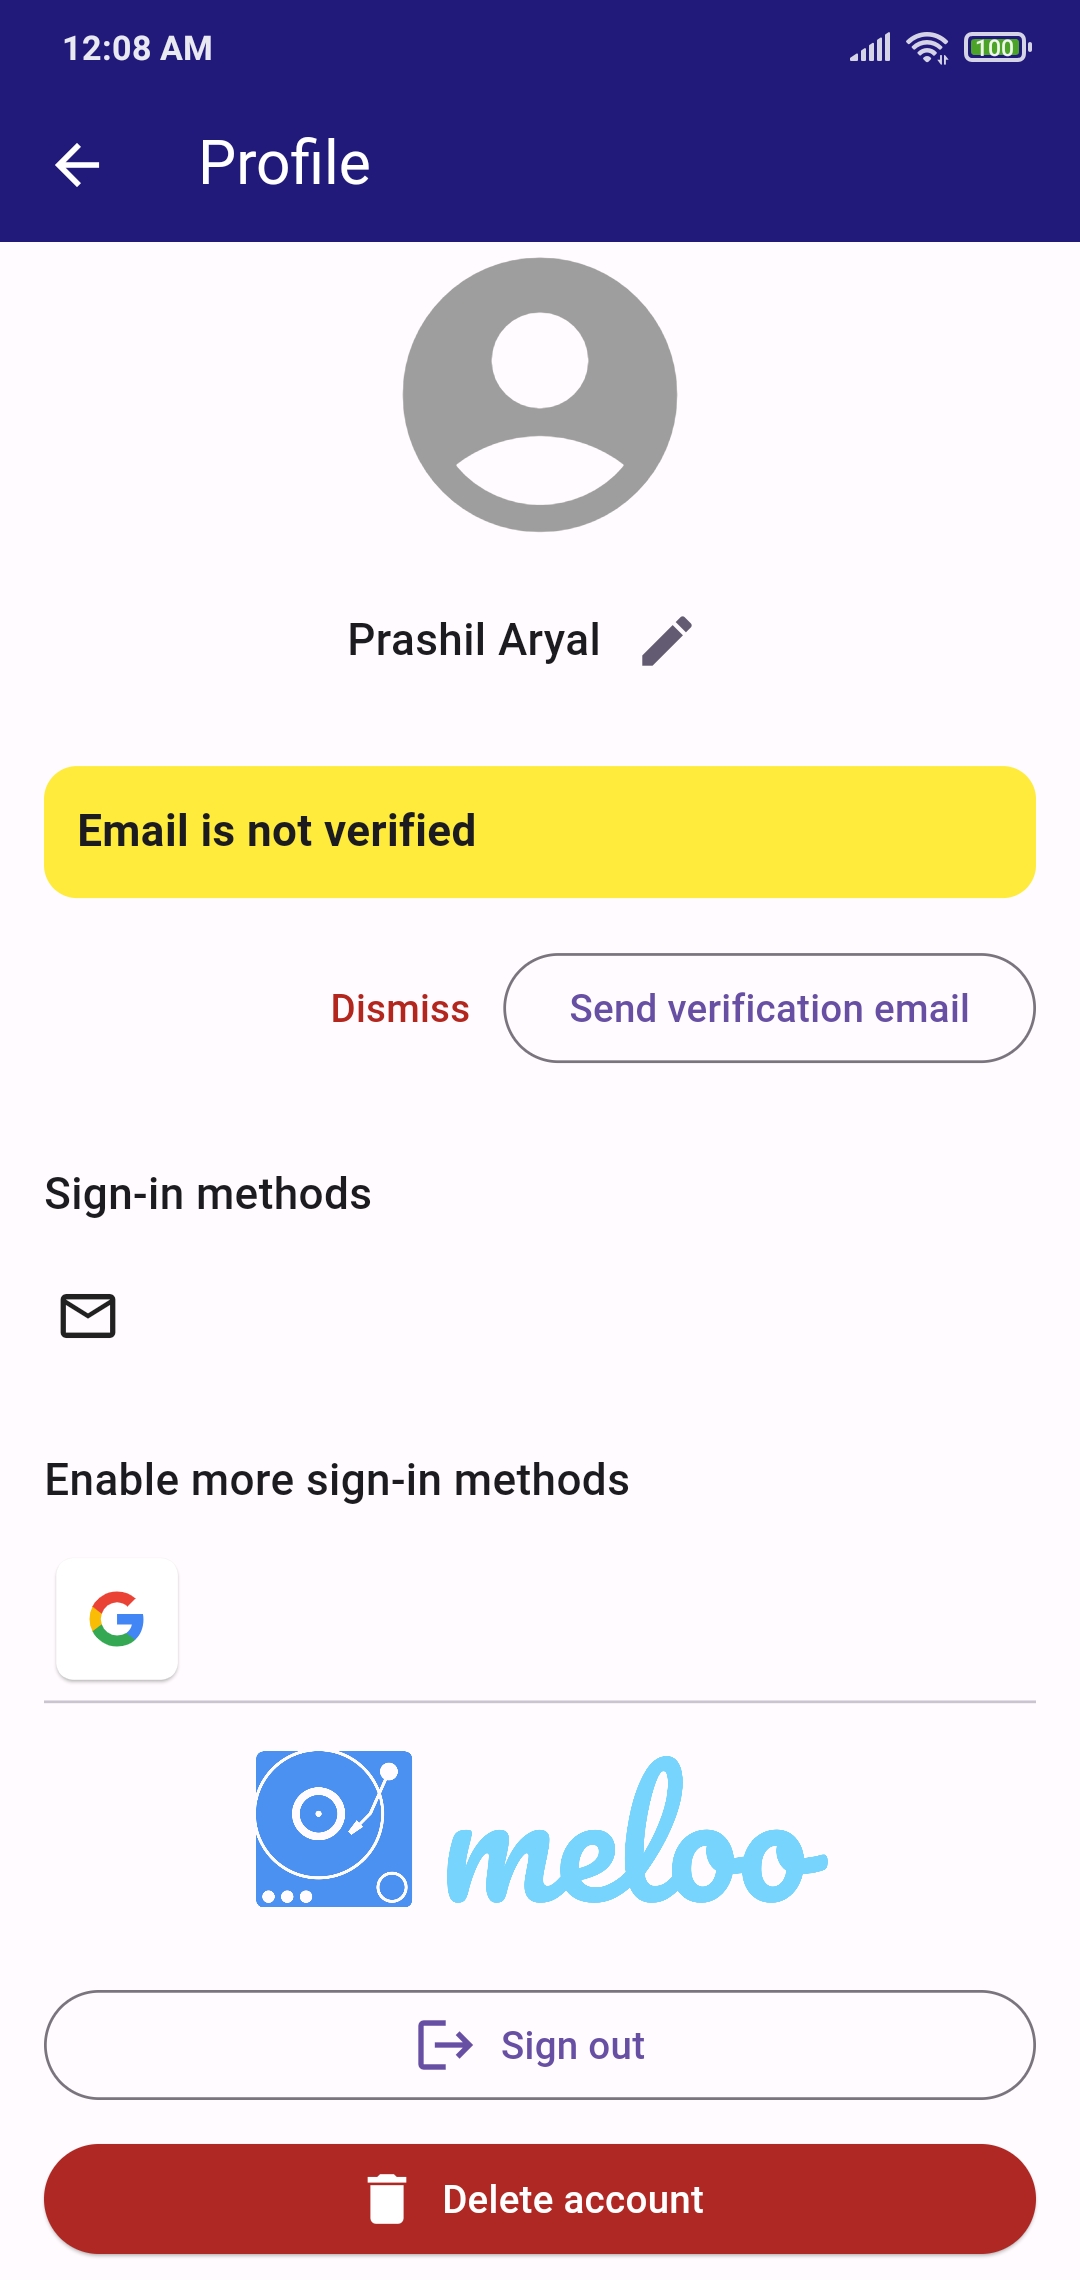 12:08 AM
100
Profile
Prashil Aryal
Email is not verified
Dismiss
Send verification email
Sign-in methods
Enable more sign-in methods
meloo
Sign out
Delete account